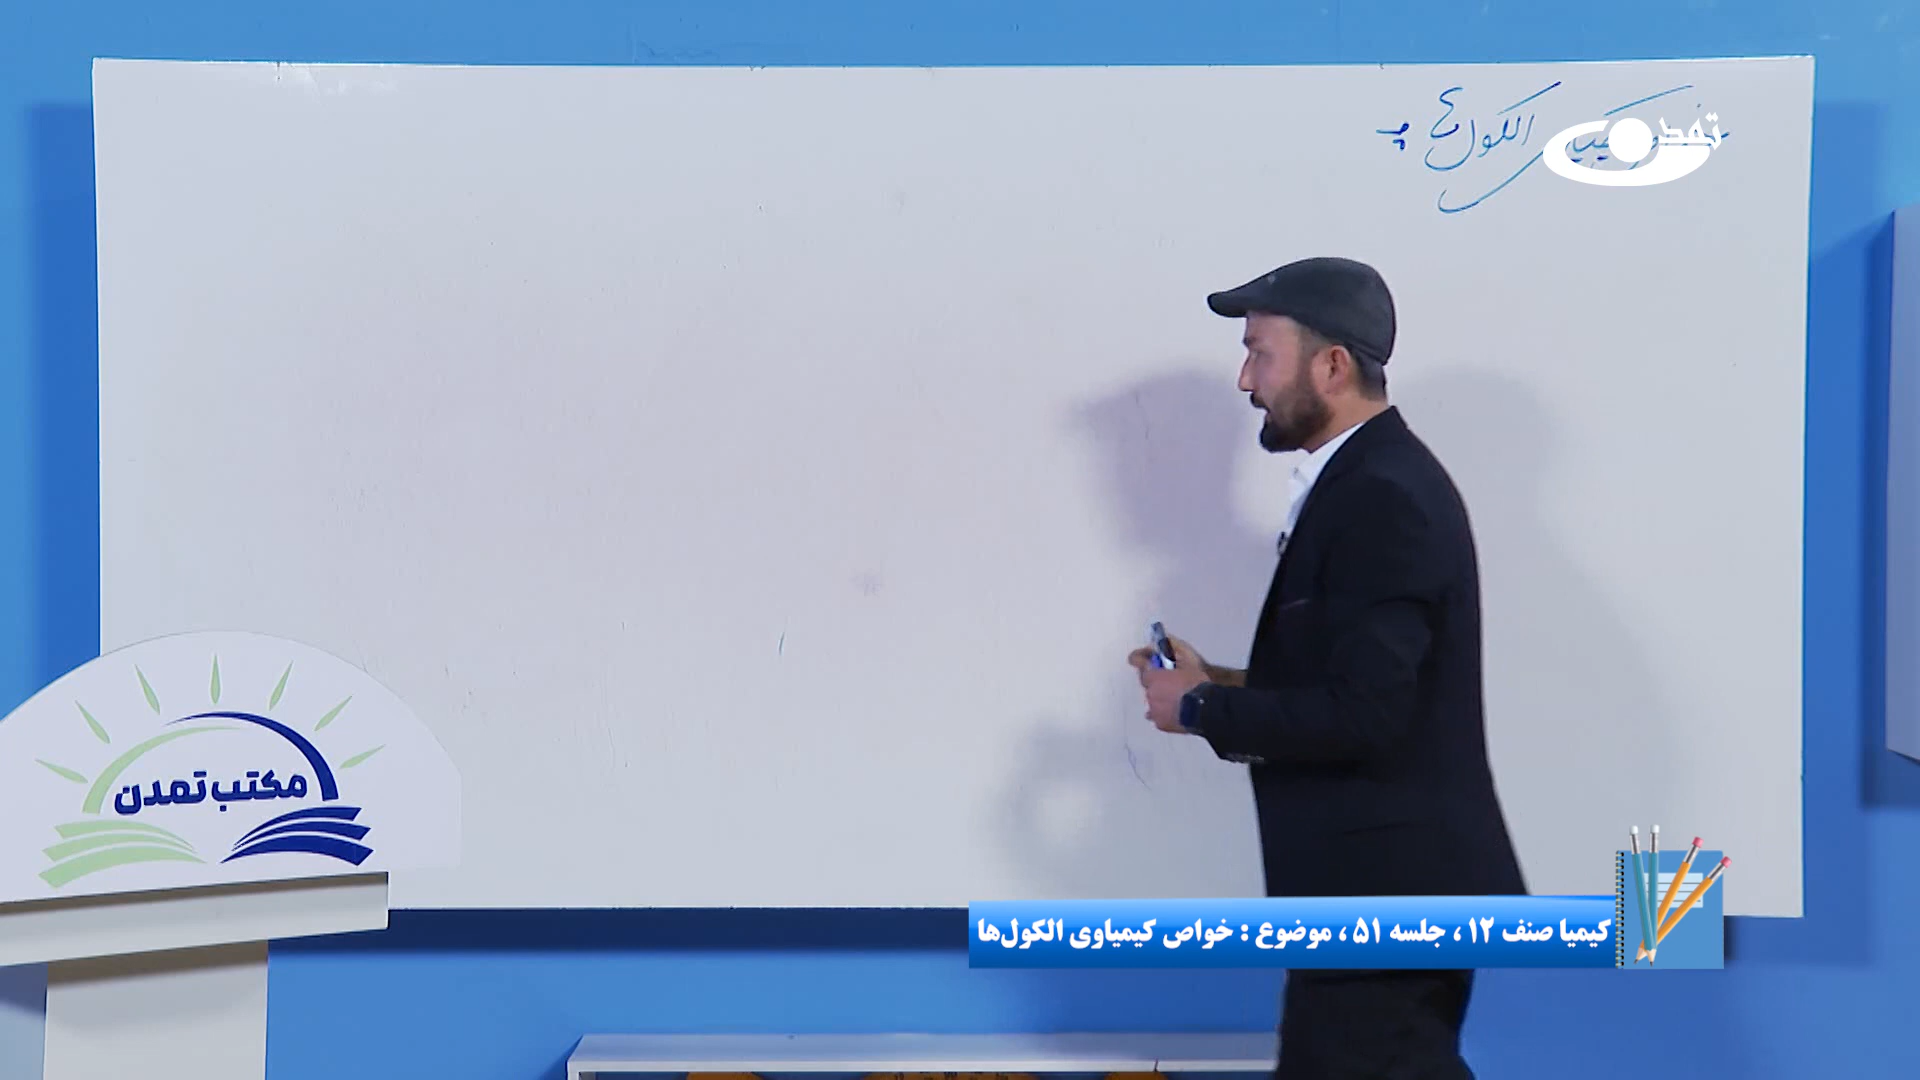 الکول
تمدن
مکتب تمدن
کیمیا صنف ۱۲ ، جلسه ۵۱ ، موضوع : خواص کیمیاوی الکول‌ها